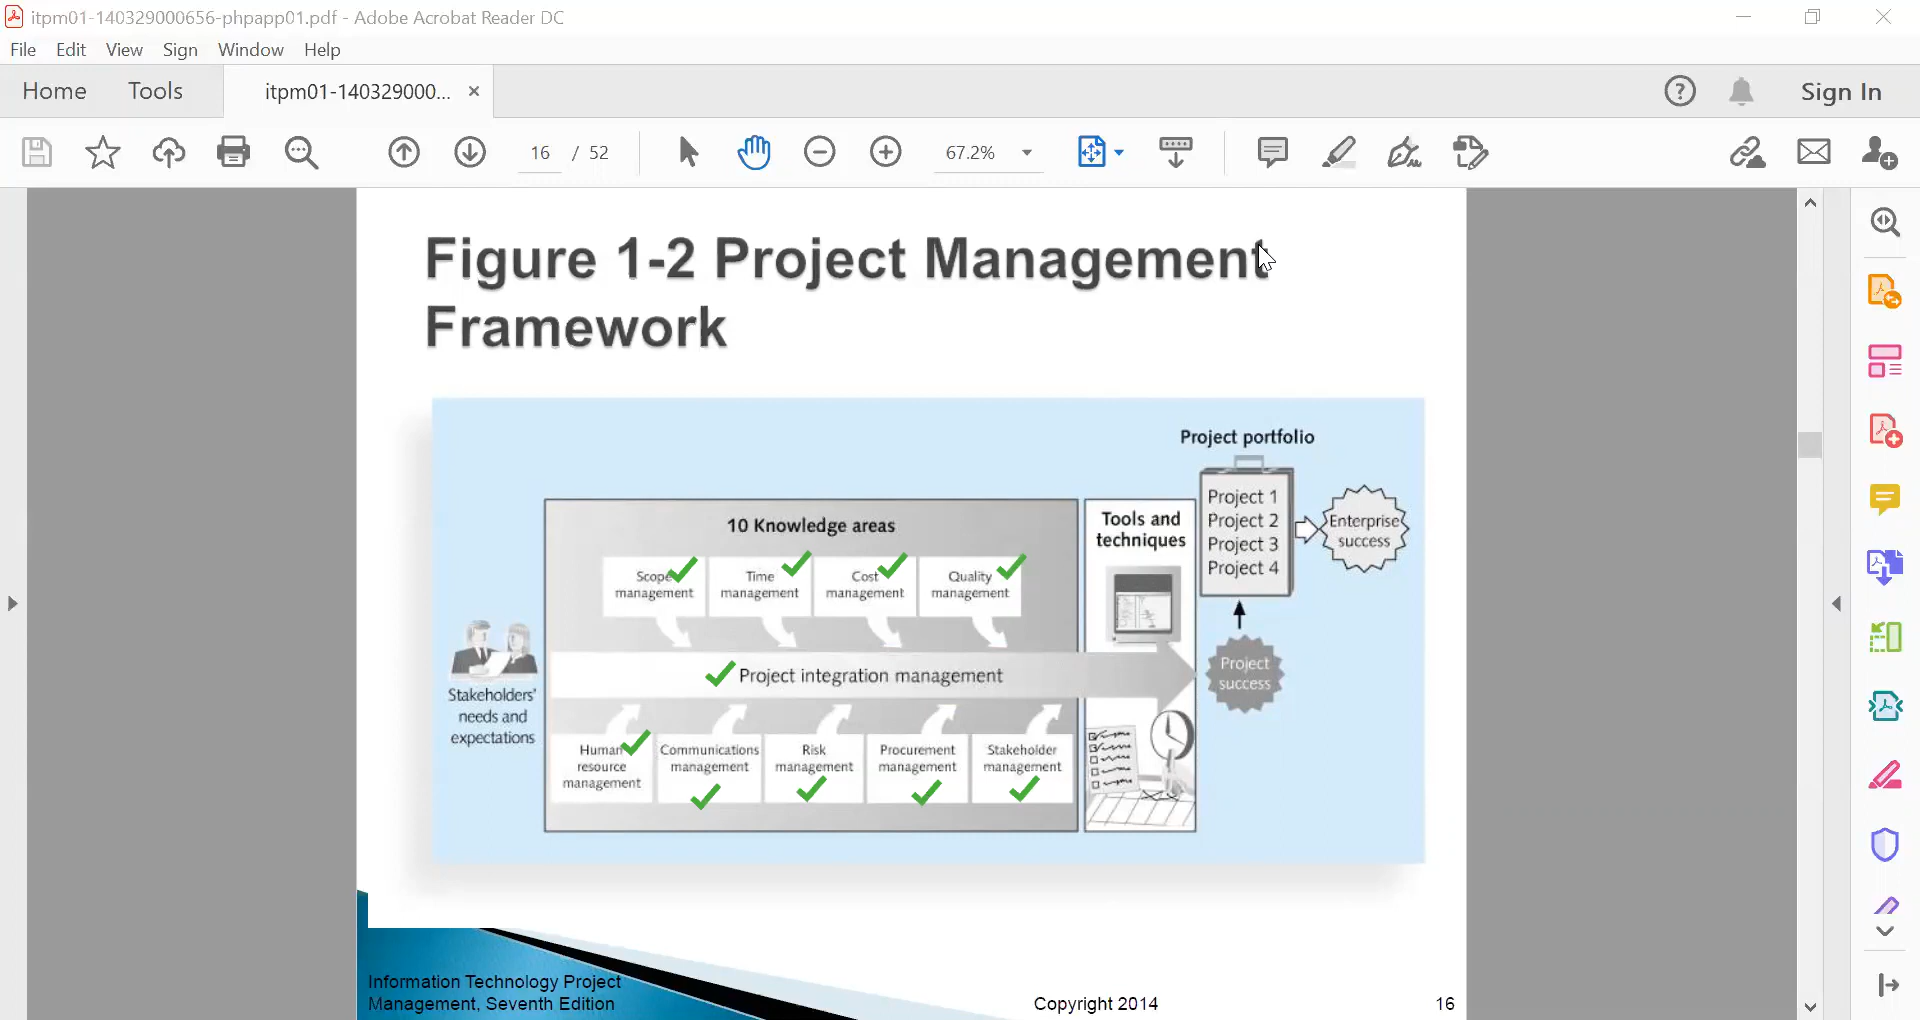 itpm01-140329000656-phpapp01.pdf - Adobe Acrobat Reader DC
File Edit View Sign Window Help
Home Tools itpm01-140329000... × Sign In
16 / 52 67.2%
Figure 1-2 Project Management
Framework
Project portfolio
Project 1
Project 2
Project 3
Project 4
Enterprise
success
10 Knowledge areas
Tools and
techniques
Scope
management
Time
management
Cost
management
Quality
management
Project integration management
Project
success
Stakeholders'
needs and
expectations
Human
resource
management
Communications
management
Risk
management
Procurement
management
Stakeholder
management
Information Technology Project
Management, Seventh Edition
Copyright 2014
16